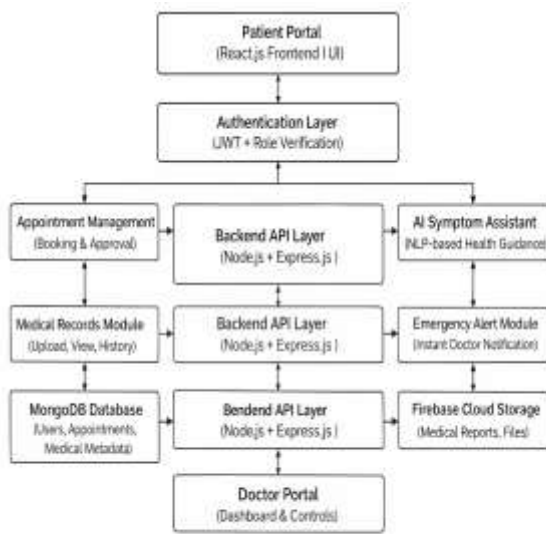 Patient Portal
(React.js Frontend I UI)
Authentication Layer
(JWT + Role Verification)
Appointment Management
(Booking & Approval)
Backend API Layer
(Node.js + Express.js )
AI Symptom Assistant
(NLP-based Health Guidance)
Medical Records Module
(Upload, View, History)
Backend API Layer
(Node.js + Express.js )
Emergency Alert Module
(Instant Doctor Notification)
MongoDB Database
(Users, Appointments,
Medical Metadata)
Bendend API Layer
(Node.js + Express.js )
Firebase Cloud Storage
(Medical Reports, Files)
Doctor Portal
(Dashboard & Controls)